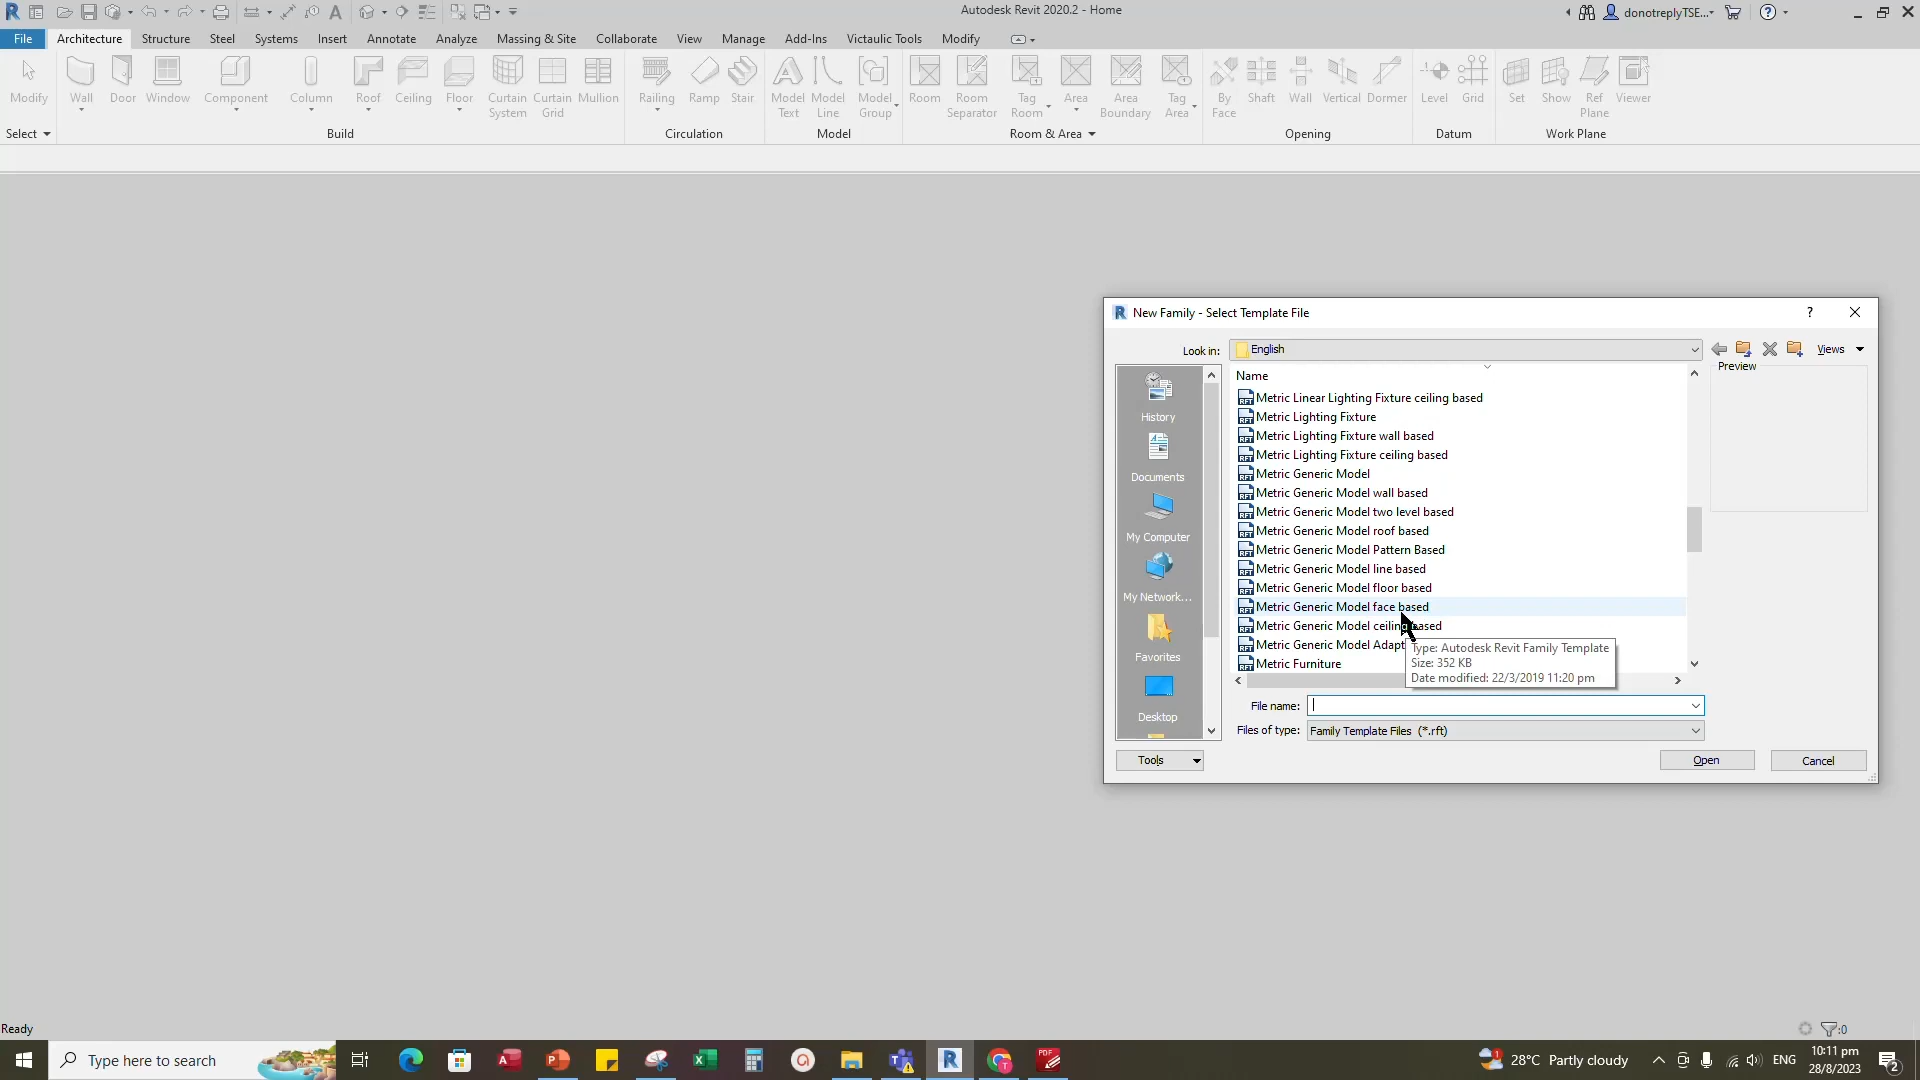 Autodesk Revit 2020.2 - Home
donotreplyTSE...
File Architecture Structure Steel Systems Insert Annotate Analyze Massing & Site Collaborate View Manage Add-Ins Victaulic Tools Modify
Modify
Wall
Door
Window
Component
Column
Roof
Ceiling
Floor
Curtain
System
Curtain
Grid
Mullion
Railing
Ramp
Stair
Model
Text
Model
Line
Model
Group
Room
Room
Separator
Tag
Room
Area
Area
Boundary
Tag
Area
By
Face
Shaft
Wall
Vertical
Dormer
Level
Grid
Set
Show
Ref
Plane
Viewer
Select Build Circulation Model Room & Area Opening Datum Work Plane
New Family - Select Template File
Look in: English
Views
Preview
History
Documents
My Computer
My Network...
Favorites
Desktop
Name
Metric Linear Lighting Fixture ceiling based
Metric Lighting Fixture
Metric Lighting Fixture wall based
Metric Lighting Fixture ceiling based
Metric Generic Model
Metric Generic Model wall based
Metric Generic Model two level based
Metric Generic Model roof based
Metric Generic Model Pattern Based
Metric Generic Model line based
Metric Generic Model floor based
Metric Generic Model face based
Metric Generic Model ceiling based
Metric Generic Model Adapt
Metric Furniture
Type: Autodesk Revit Family Template
Size: 352 KB
Date modified: 22/3/2019 11:20 pm
File name:
Files of type: Family Template Files (*.rft)
Tools
Open
Cancel
Ready
:0
Type here to search
28°C Partly cloudy
ENG
10:11 pm
28/8/2023
2